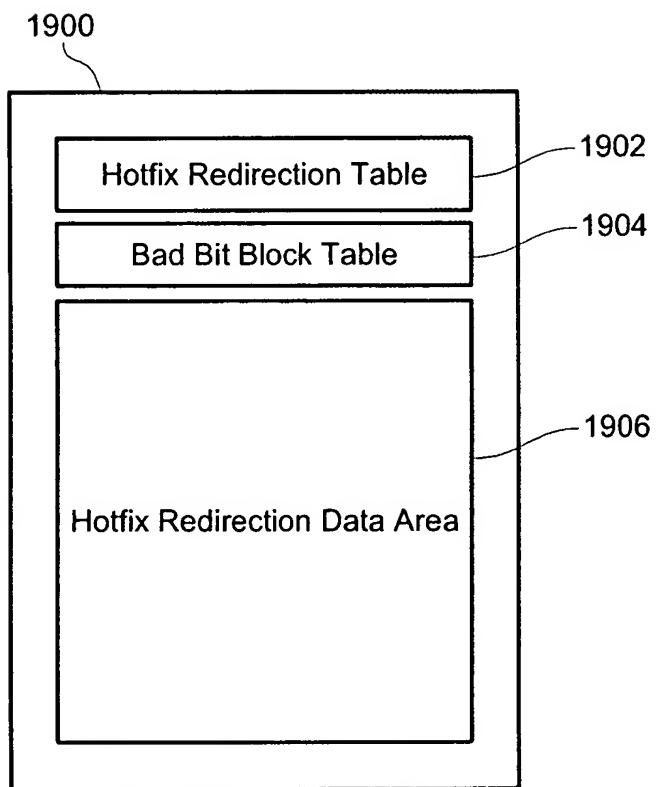 1900
Hotfix Redirection Table
1902
Bad Bit Block Table
1904
Hotfix Redirection Data Area
1906